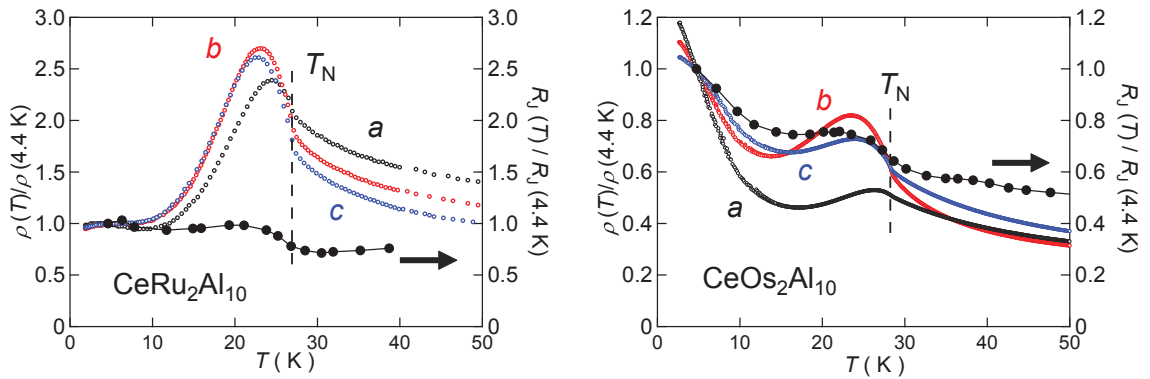 3.0
2.5
2.0
1.5
1.0
0.5
0
ρ(T)/ρ(4.4 K)
3.0
2.5
2.0
1.5
1.0
0.5
0
R_J (T) / R_J (4.4 K)
b
T_N
a
c
CeRu₂Al₁₀
0 10 20 30 40 50
T ( K )
1.2
1.0
0.8
0.6
0.4
0.2
0.0
ρ(T)/ρ(4.4 K)
1.2
1.0
0.8
0.6
0.4
0.2
0.0
R_J (T) / R_J (4.4 K)
T_N
b
c
a
CeOs₂Al₁₀
0 10 20 30 40 50
T ( K )